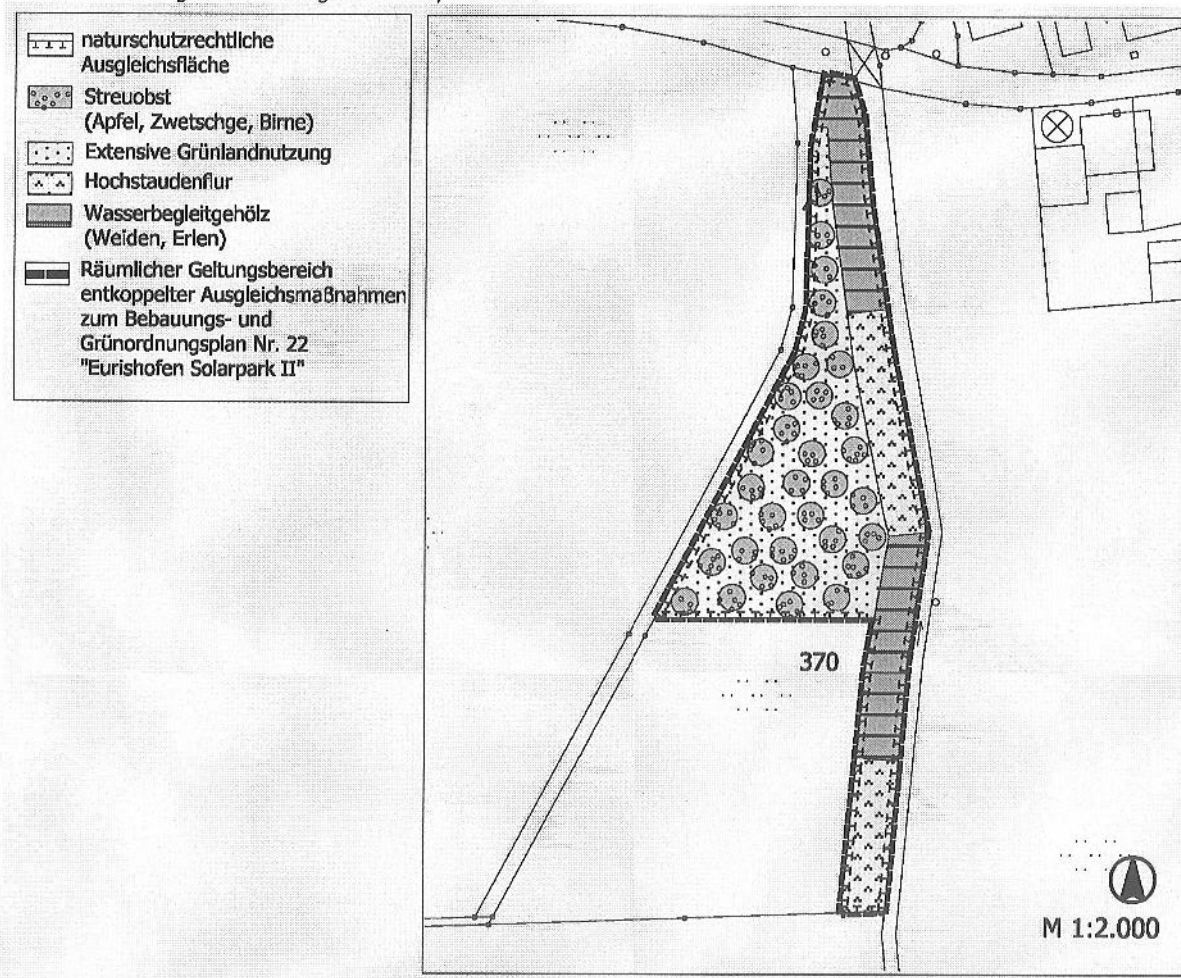 naturschutzrechtliche
Ausgleichsfläche
Streuobst
(Apfel, Zwetschge, Birne)
Extensive Grünlandnutzung
Hochstaudenflur
Wasserbegleitgehölz
(Weiden, Erlen)
Räumlicher Geltungsbereich
entkoppelter Ausgleichsmaßnahmen
zum Bebauungs- und
Grünordnungsplan Nr. 22
"Eurishofen Solarpark II"
370
M 1:2.000